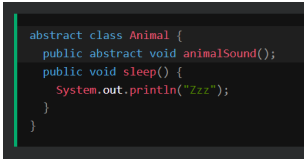 abstract class Animal {
  public abstract void animalSound();
  public void sleep() {
    System.out.println("Zzz");
  }
}